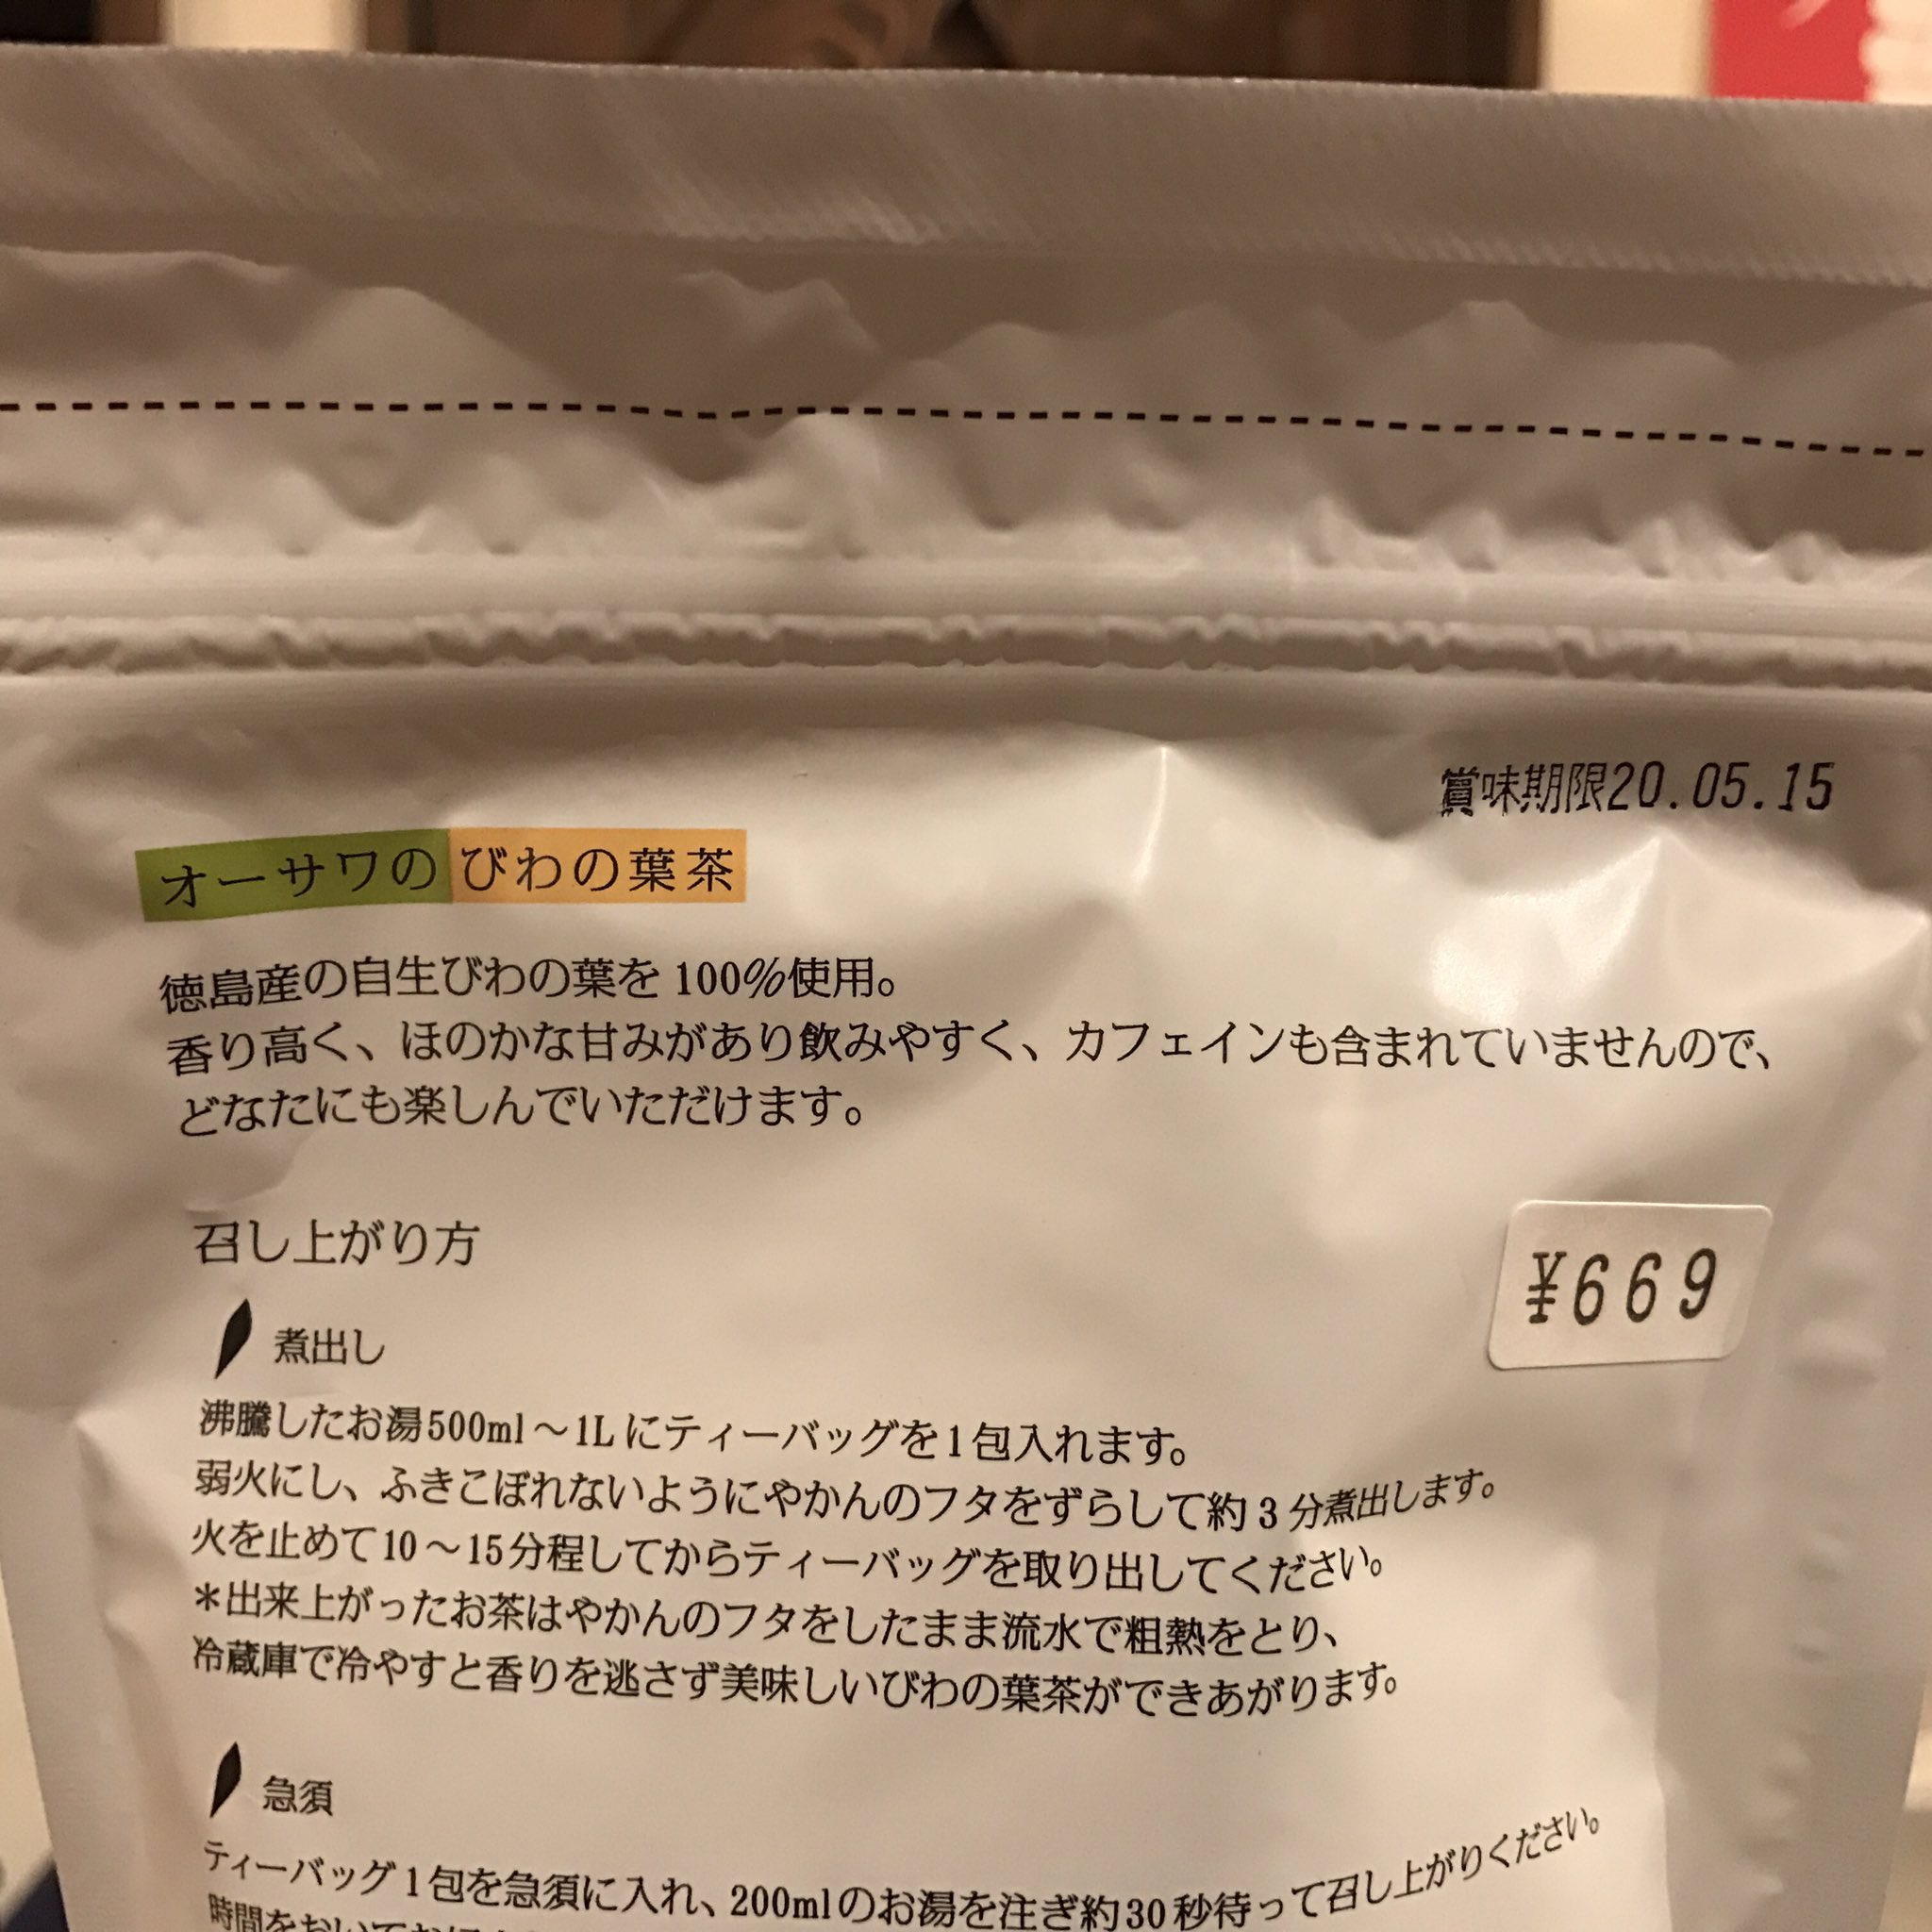 賞味期限20.05.15
オーサワの びわの葉茶
徳島産の自生びわの葉を100%使用。
香り高く、ほのかな甘みがあり飲みやすく、カフェインも含まれていませんので、
どなたにも楽しんでいただけます。
召し上がり方
¥669
煮出し
沸騰したお湯500ml～1Lにティーバッグを1包入れます。
弱火にし、ふきこぼれないようにやかんのフタをずらして約3分煮出します。
火を止めて10～15分程してからティーバッグを取り出してください。
＊出来上がったお茶はやかんのフタをしたまま流水で粗熱をとり、
冷蔵庫で冷やすと香りを逃さず美味しいびわの葉茶ができあがります。
急須
ティーバッグ1包を急須に入れ、200mlのお湯を注ぎ約30秒待って召し上がりください。
時間をおいて